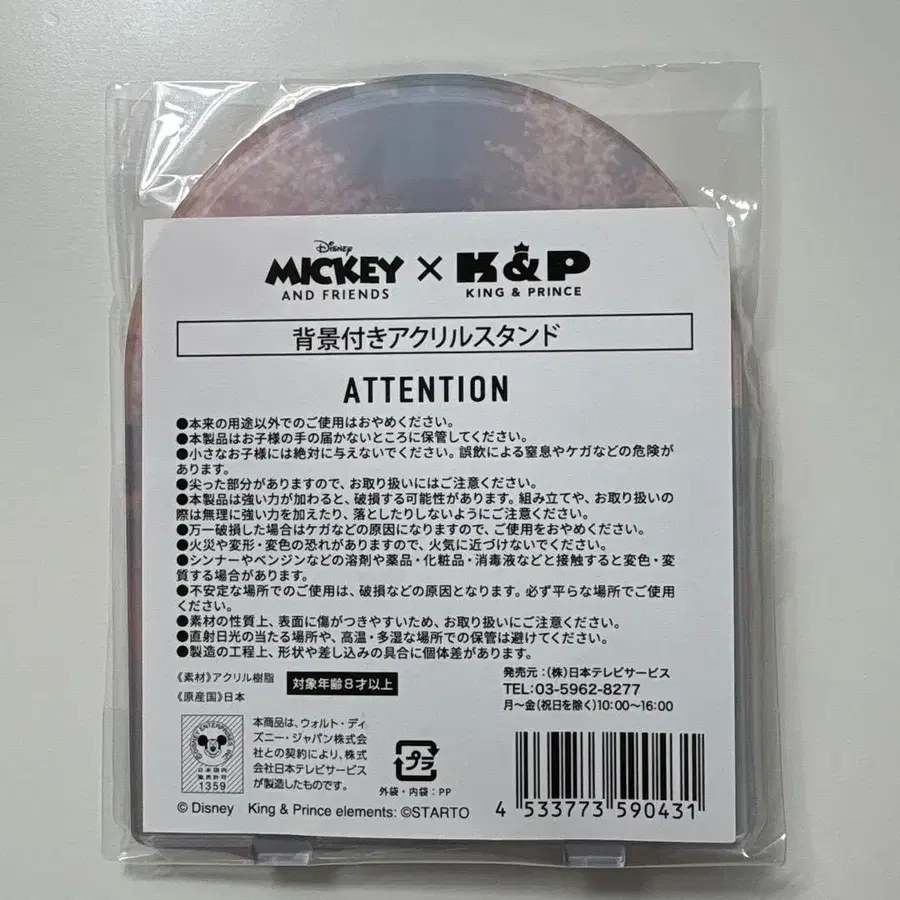 Disney
MICKEY × K&P
AND FRIENDS KING & PRINCE
背景付きアクリルスタンド
ATTENTION
●本来の用途以外でのご使用はおやめください。
●本製品はお子様の手の届かないところに保管してください。
●小さなお子様には絶対に与えないでください。誤飲による窒息やケガなどの危険が
あります。
●尖った部分がありますので、お取り扱いにはご注意ください。
●本製品は強い力が加わると、破損する可能性があります。組み立てや、お取り扱いの
際は無理に強い力を加えたり、落としたりしないようにご注意ください。
●万一破損した場合はケガなどの原因になりますので、ご使用をおやめください。
●火災や変形・変色の恐れがありますので、火気に近づけないでください。
●シンナーやベンジンなどの溶剤や薬品・化粧品・消毒液などと接触すると変色・変
質する場合があります。
●不安定な場所でのご使用は、破損などの原因となります。必ず平らな場所でご使用
ください。
●素材の性質上、表面に傷がつきやすいため、お取り扱いにご注意ください。
●直射日光の当たる場所や、高温・多湿な場所での保管は避けてください。
●製造の工程上、形状や差し込みの具合に個体差があります。
《素材》アクリル樹脂
《原産国》日本
対象年齢8才以上
発売元：(株)日本テレビサービス
TEL:03-5962-8277
月～金(祝日を除く)10:00～16:00
日本国内
販売許可
1359
本商品は、ウォルト・ディ
ズニー・ジャパン株式会
社との契約により、株式
会社日本テレビサービス
が製造したものです。
プラ
外袋・内袋：PP
4 533773 590431
© Disney King & Prince elements: ©STARTO